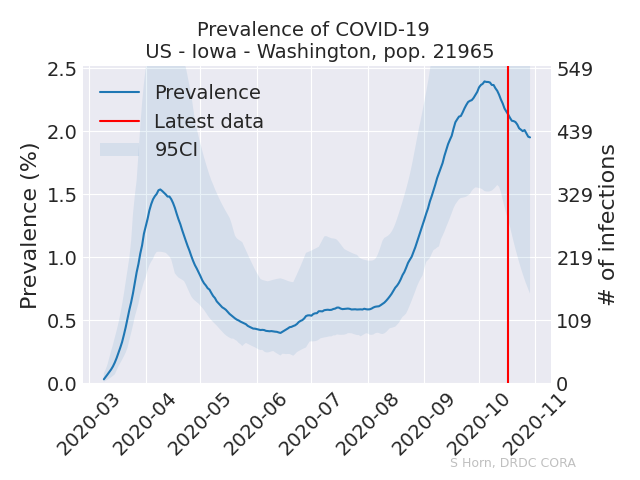 Prevalence of COVID-19
US - Iowa - Washington, pop. 21965
2.5
2.0
1.5
1.0
0.5
0.0
Prevalence (%)
Prevalence
Latest data
95CI
549
439
329
219
109
0
# of infections
2020-03
2020-04
2020-05
2020-06
2020-07
2020-08
2020-09
2020-10
2020-11
S Horn, DRDC CORA